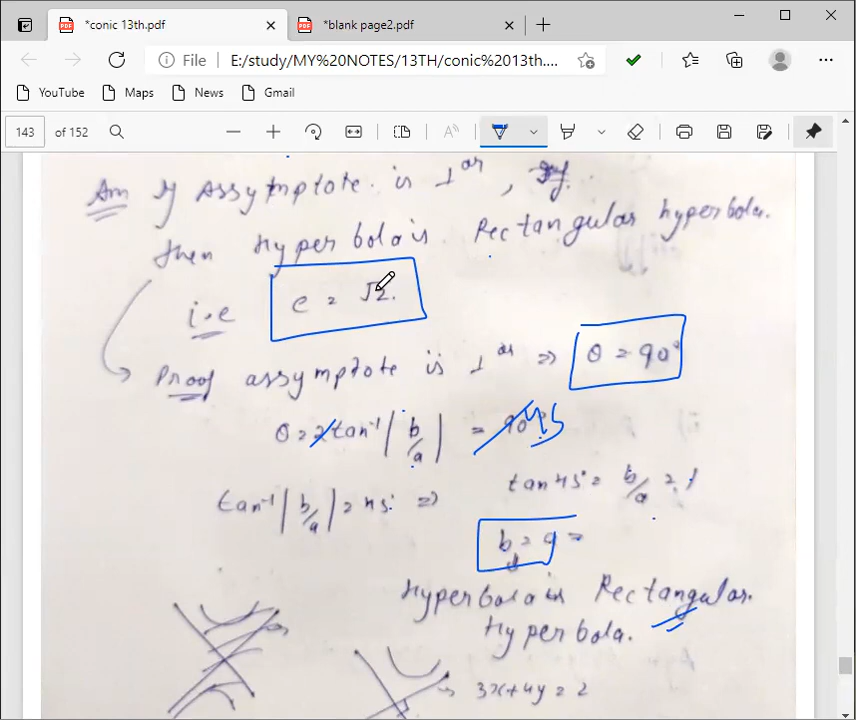 *conic 13th.pdf
*blank page2.pdf
File E:/study/MY%20NOTES/13TH/conic%2013th....
YouTube Maps News Gmail
143 of 152
Am If Assymptote. is ⊥ar,
then Hyperbola is Rectangular hyperbola.
i.e e = √2.
Proof assymptote is ⊥ar => θ = 90°
θ = 2tan⁻¹|b/a| = 90° 45
tan⁻¹|b/a| = 45° => tan45° = b/a = 1
b = a =
Hyperbola is Rectangular.
Hyperbola.
3x+4y=2